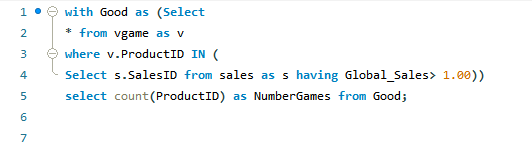 1 with Good as (Select
2 * from vgame as v
3 where v.ProductID IN (
4 Select s.SalesID from sales as s having Global_Sales> 1.00))
5 select count(ProductID) as NumberGames from Good;
6
7